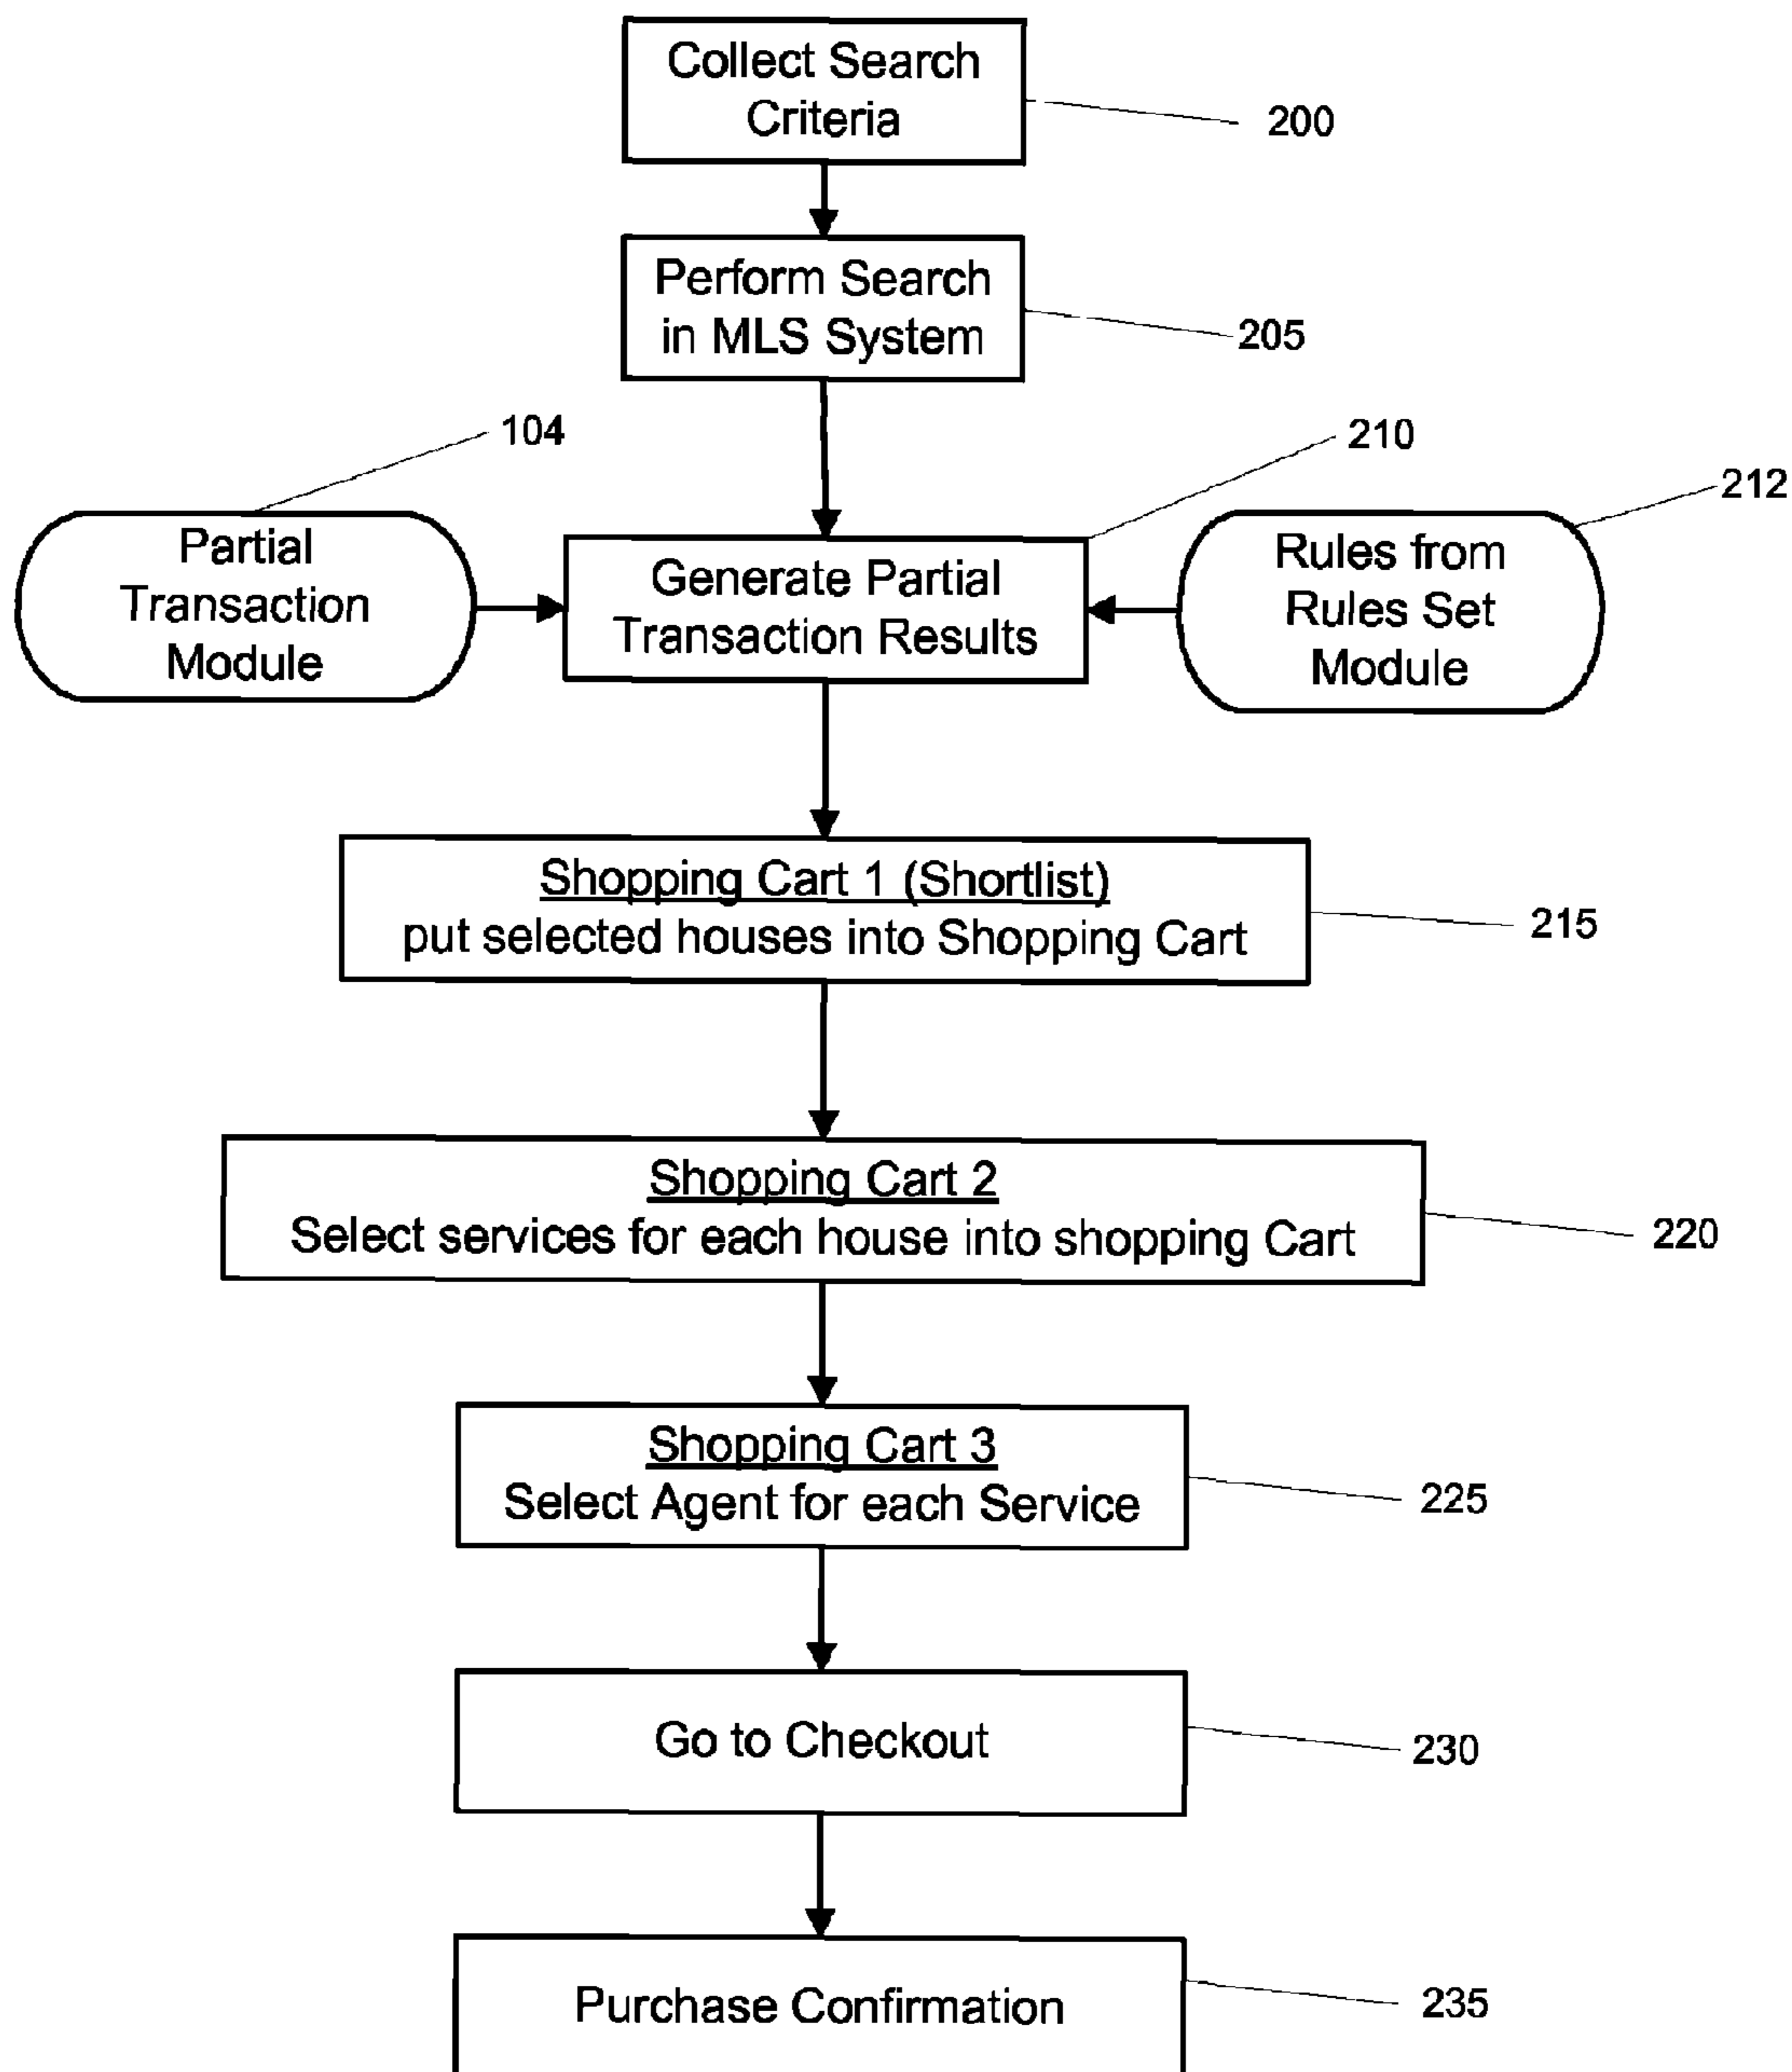 Collect Search
Criteria
200
Perform Search
in MLS System
205
104
210
212
Partial
Transaction
Module
Generate Partial
Transaction Results
Rules from
Rules Set
Module
Shopping Cart 1 (Shortlist)
put selected houses into Shopping Cart
215
Shopping Cart 2
Select services for each house into shopping Cart
220
Shopping Cart 3
Select Agent for each Service
225
Go to Checkout
230
Purchase Confirmation
235